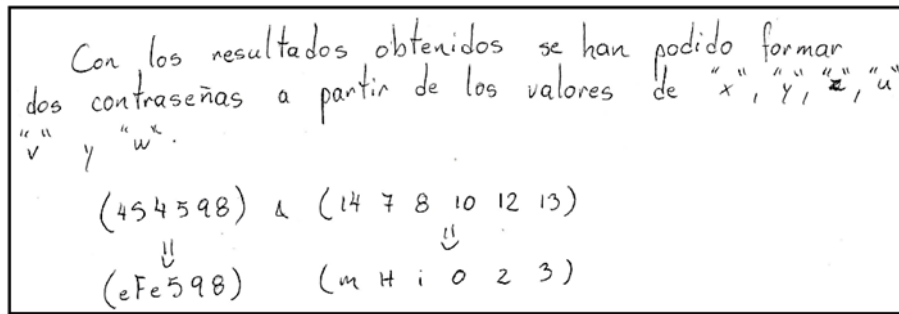 Con los resultados obtenidos se han podido formar
dos contraseñas a partir de los valores de "x", "y", "z", "u"
"v" y "w".
(454598) & (14 7 8 10 12 13)
⇓ ⇓
(eFe598) (m H i 0 2 3)